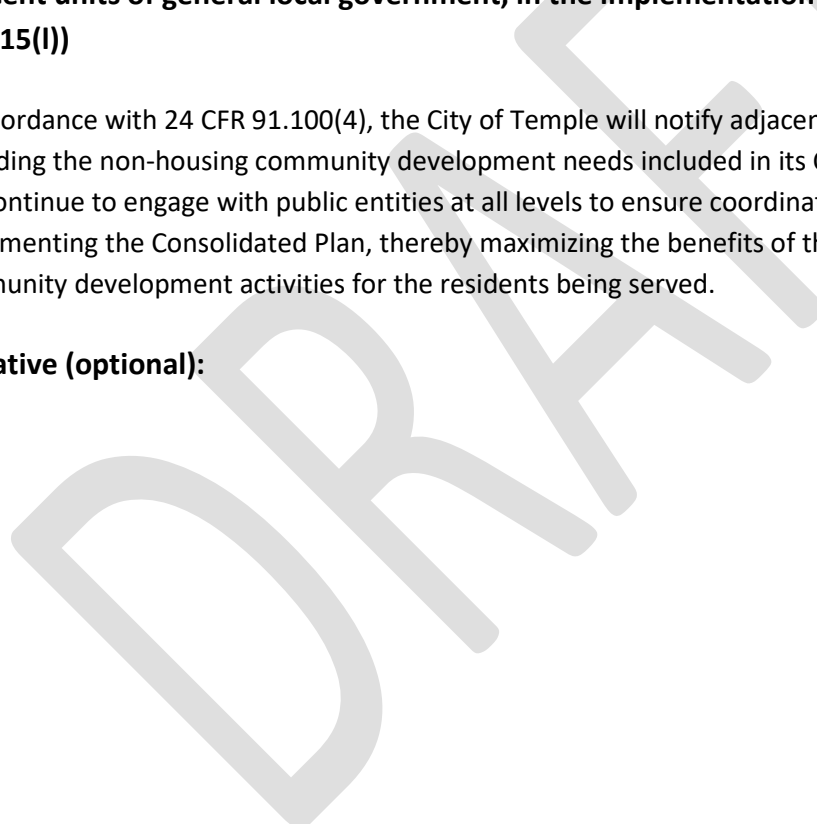 ent units of general local government, in the implementation
15(l))
ordance with 24 CFR 91.100(4), the City of Temple will notify adjacen
ding the non-housing community development needs included in its
ontinue to engage with public entities at all levels to ensure coordinat
menting the Consolidated Plan, thereby maximizing the benefits of th
unity development activities for the residents being served.
ative (optional):
DRAF